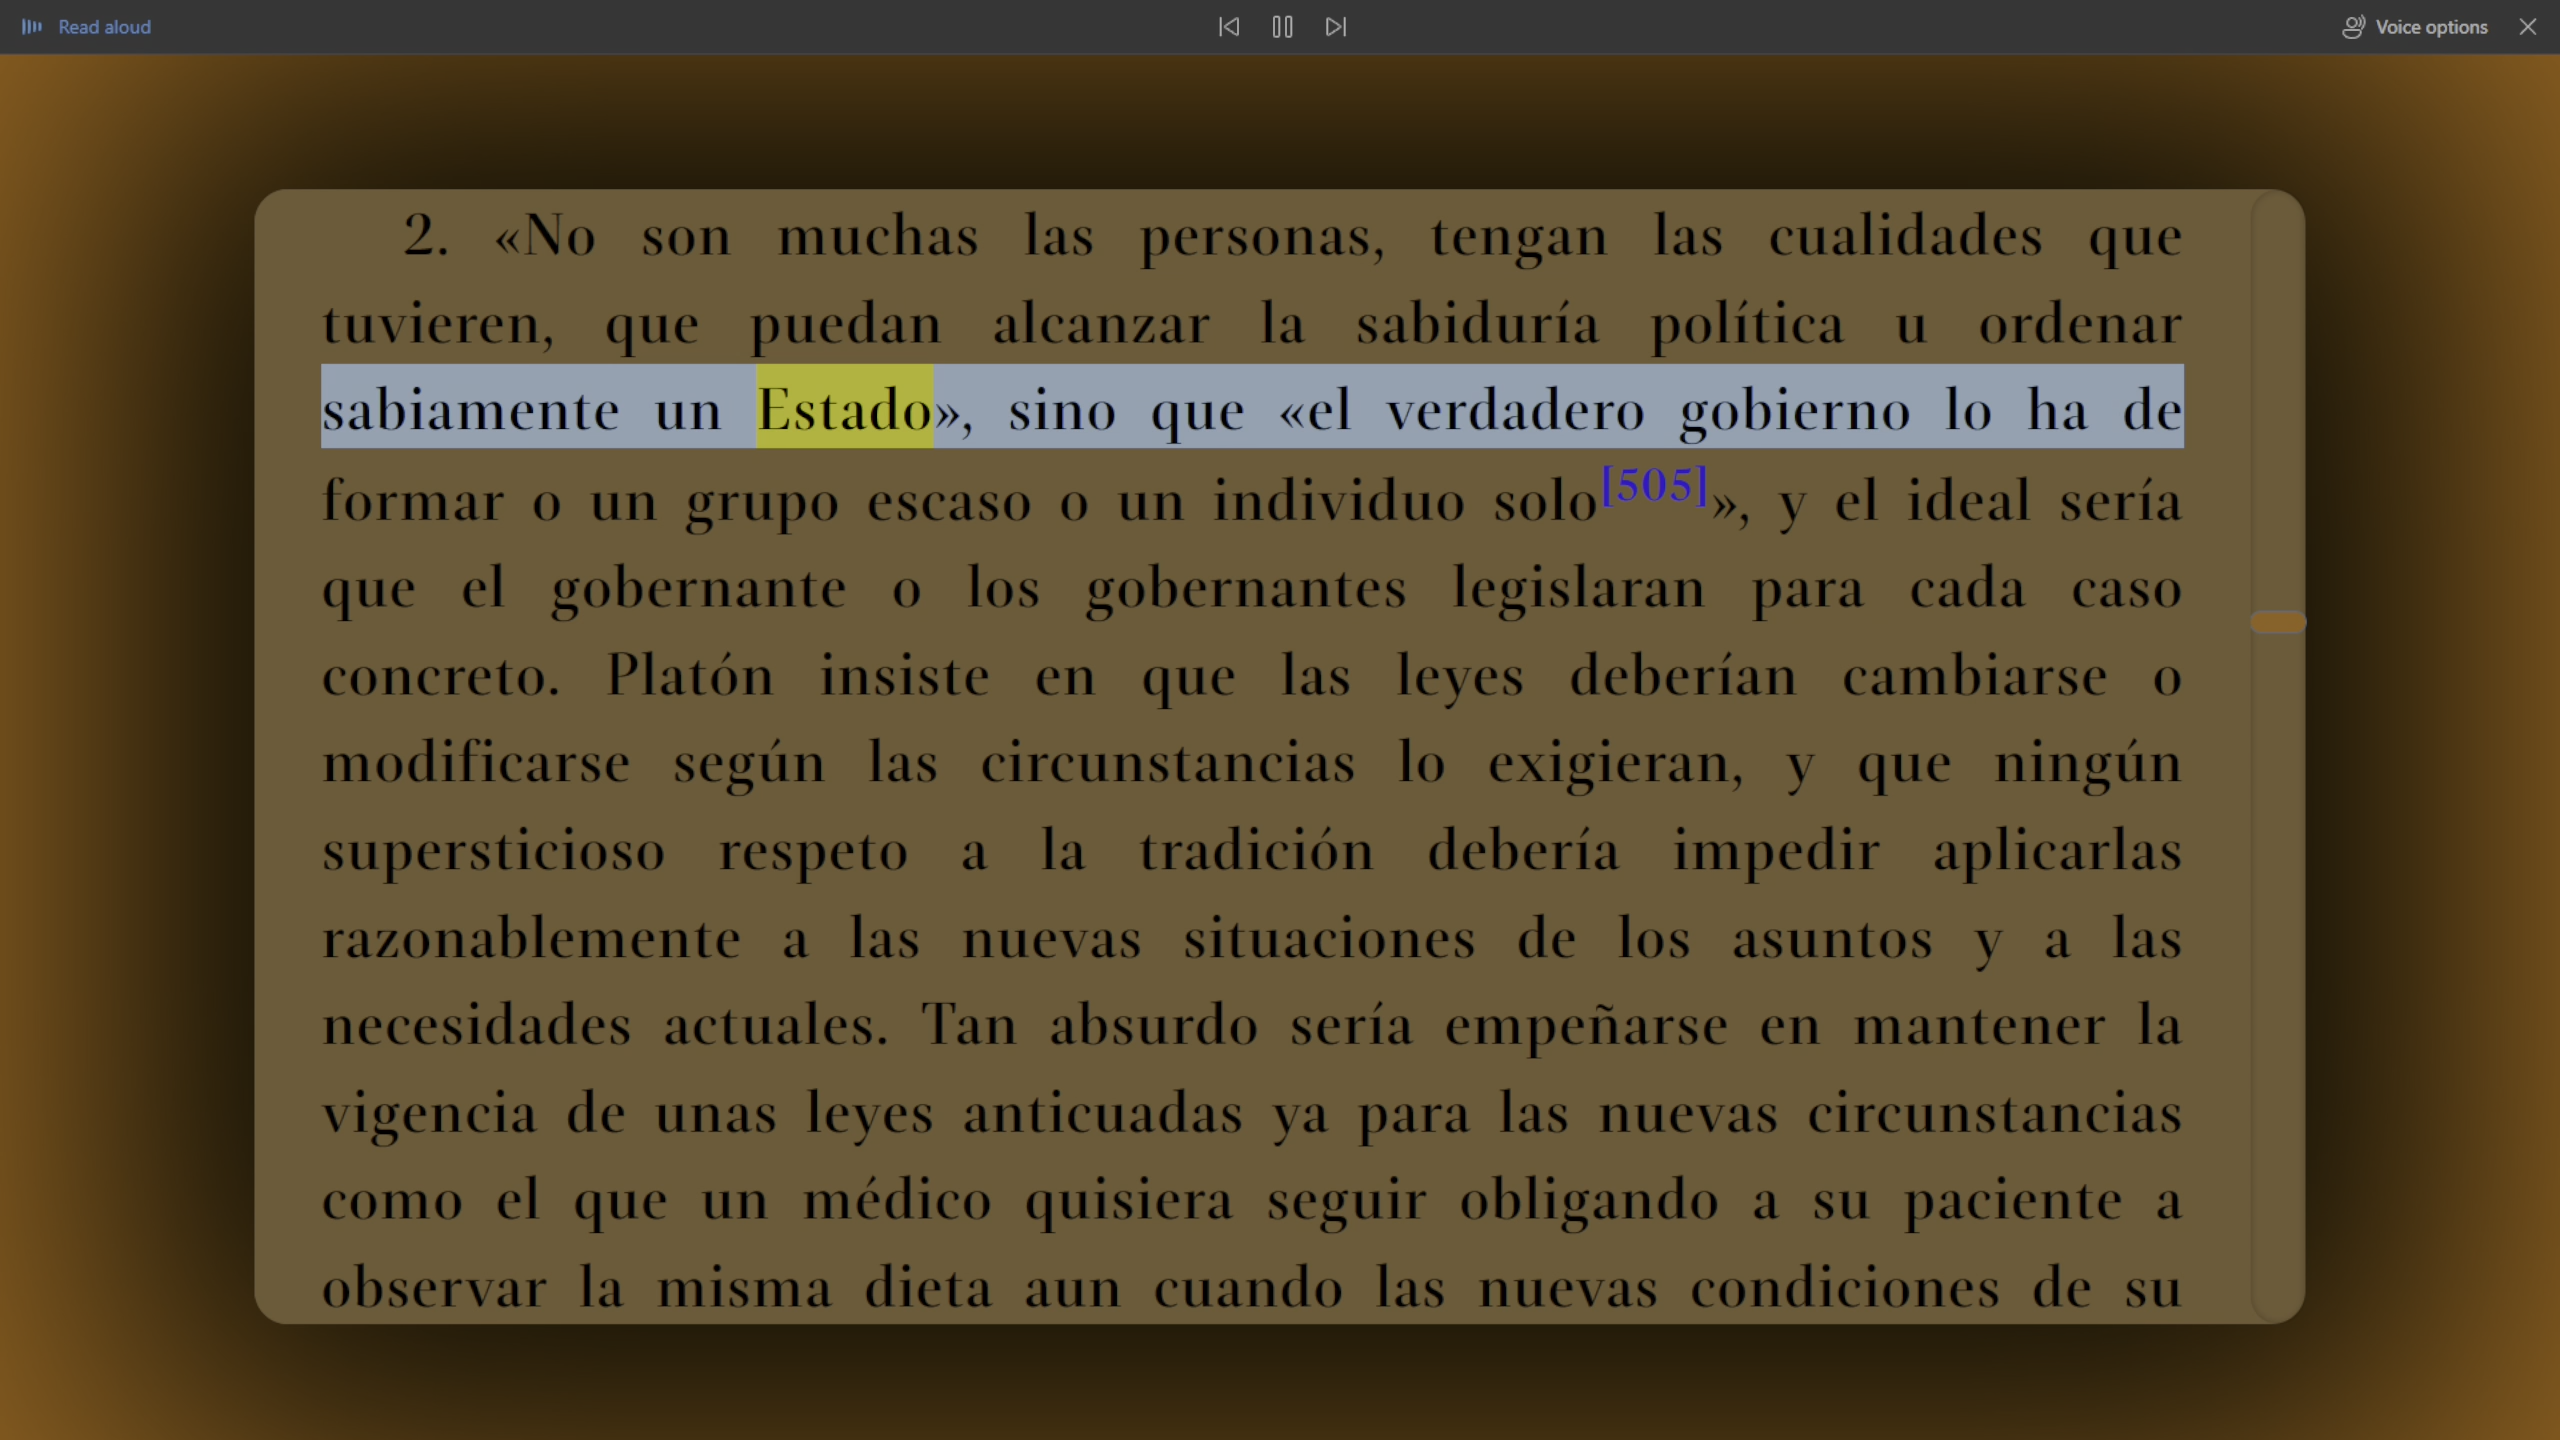 Read aloud
Voice options
2. «No son muchas las personas, tengan las cualidades que
tuvieren, que puedan alcanzar la sabiduría política u ordenar
sabiamente un Estado», sino que «el verdadero gobierno lo ha de
formar o un grupo escaso o un individuo solo[505]», y el ideal sería
que el gobernante o los gobernantes legislaran para cada caso
concreto. Platón insiste en que las leyes deberían cambiarse o
modificarse según las circunstancias lo exigieran, y que ningún
supersticioso respeto a la tradición debería impedir aplicarlas
razonablemente a las nuevas situaciones de los asuntos y a las
necesidades actuales. Tan absurdo sería empeñarse en mantener la
vigencia de unas leyes anticuadas ya para las nuevas circunstancias
como el que un médico quisiera seguir obligando a su paciente a
observar la misma dieta aun cuando las nuevas condiciones de su